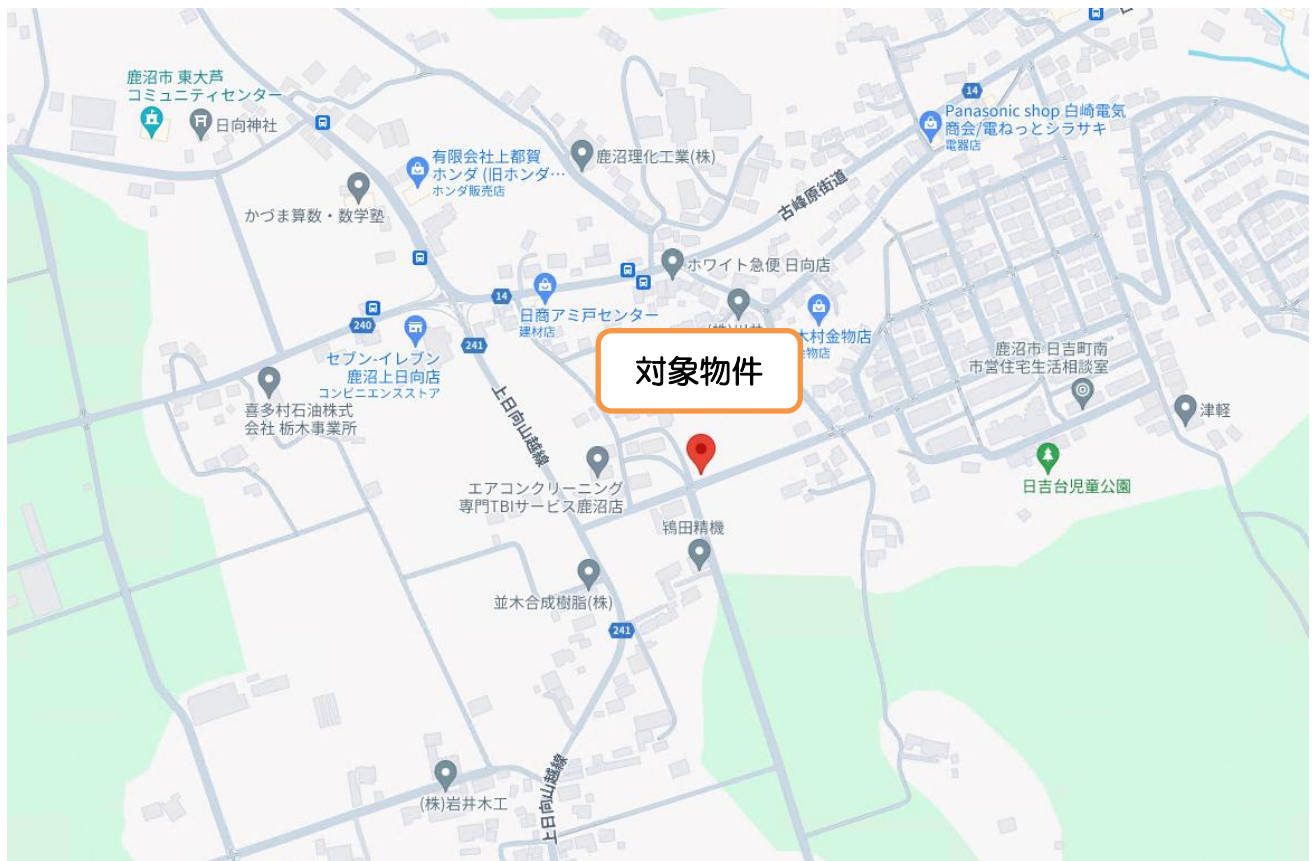 鹿沼市 東大芦
コミュニティセンター
日向神社
有限会社上都賀
ホンダ (旧ホンダ…
ホンダ販売店
鹿沼理化工業(株)
14
Panasonic shop 白崎電気
商会/電ねっとシラサキ
電器店
かづま算数・数学塾
古峰原街道
ホワイト急便 日向店
14
日商アミ戸センター
建材店
240
241
セブン-イレブン
鹿沼上日向店
コンビニエンスストア
木村金物店
対象物件
鹿沼市 日吉町南
市営住宅生活相談室
喜多村石油株式
会社 栃木事業所
上日向山越線
津軽
エアコンクリーニング
専門TBIサービス鹿沼店
日吉台児童公園
鴇田精機
並木合成樹脂(株)
241
(株)岩井木工
上日向山越線